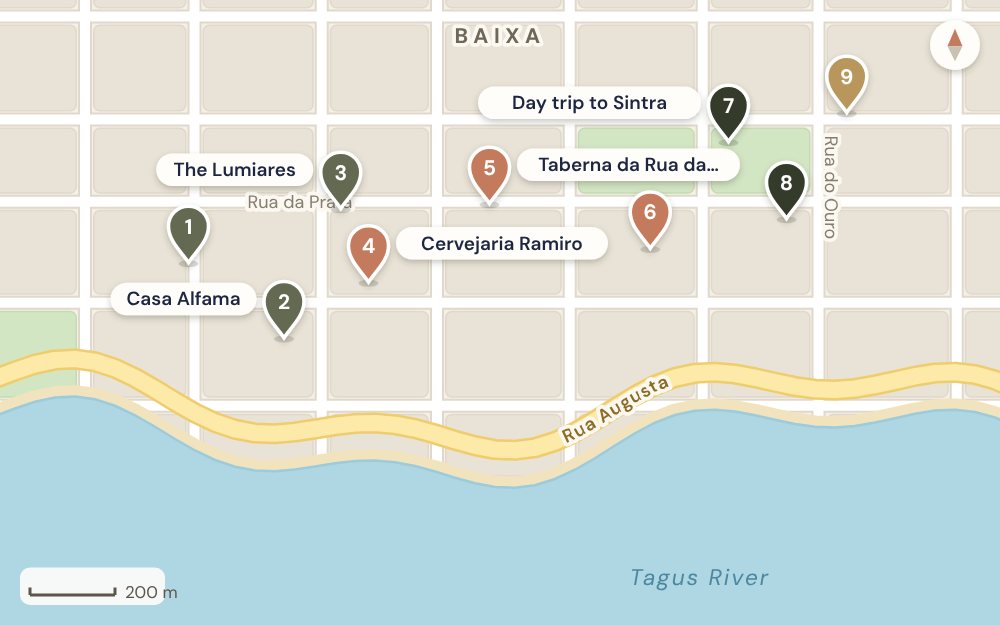 BAIXA
9
Day trip to Sintra
7
Taberna da Rua da...
5
The Lumiares
3
8
Rua do Ouro
Rua da Prata
6
1
4
Cervejaria Ramiro
Casa Alfama
2
Rua Augusta
Tagus River
200 m